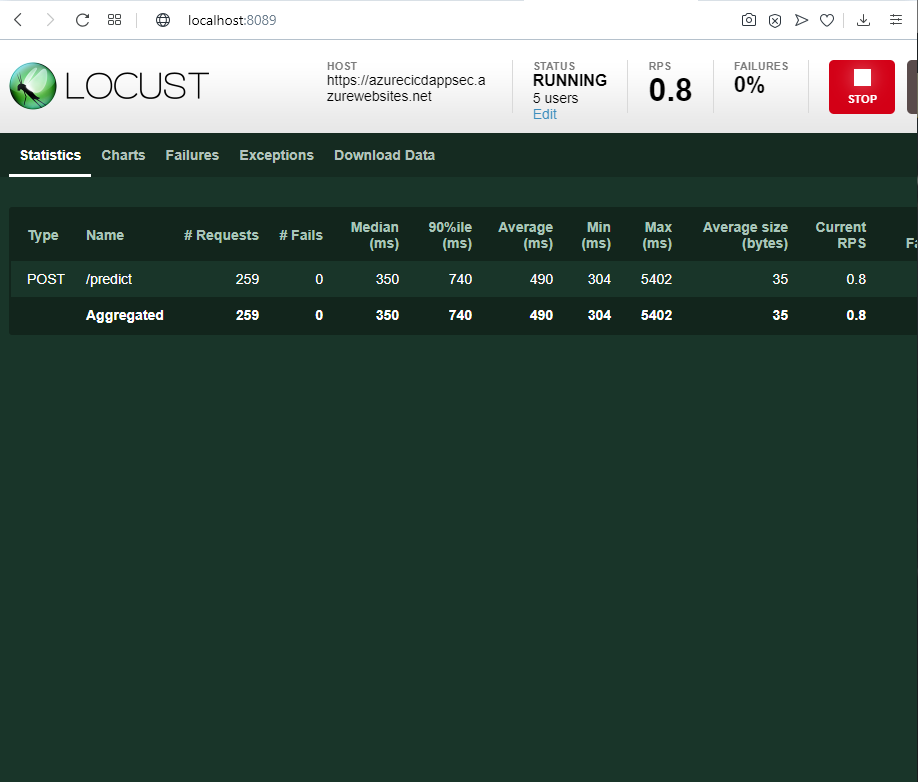 localhost:8089
LOCUST
HOST
https://azurecicdappsec.a
zurewebsites.net
STATUS
RUNNING
5 users
Edit
RPS
0.8
FAILURES
0%
STOP
Statistics Charts Failures Exceptions Download Data
Type Name # Requests # Fails Median (ms) 90%ile (ms) Average (ms) Min (ms) Max (ms) Average size (bytes) Current RPS
POST /predict 259 0 350 740 490 304 5402 35 0.8
Aggregated 259 0 350 740 490 304 5402 35 0.8